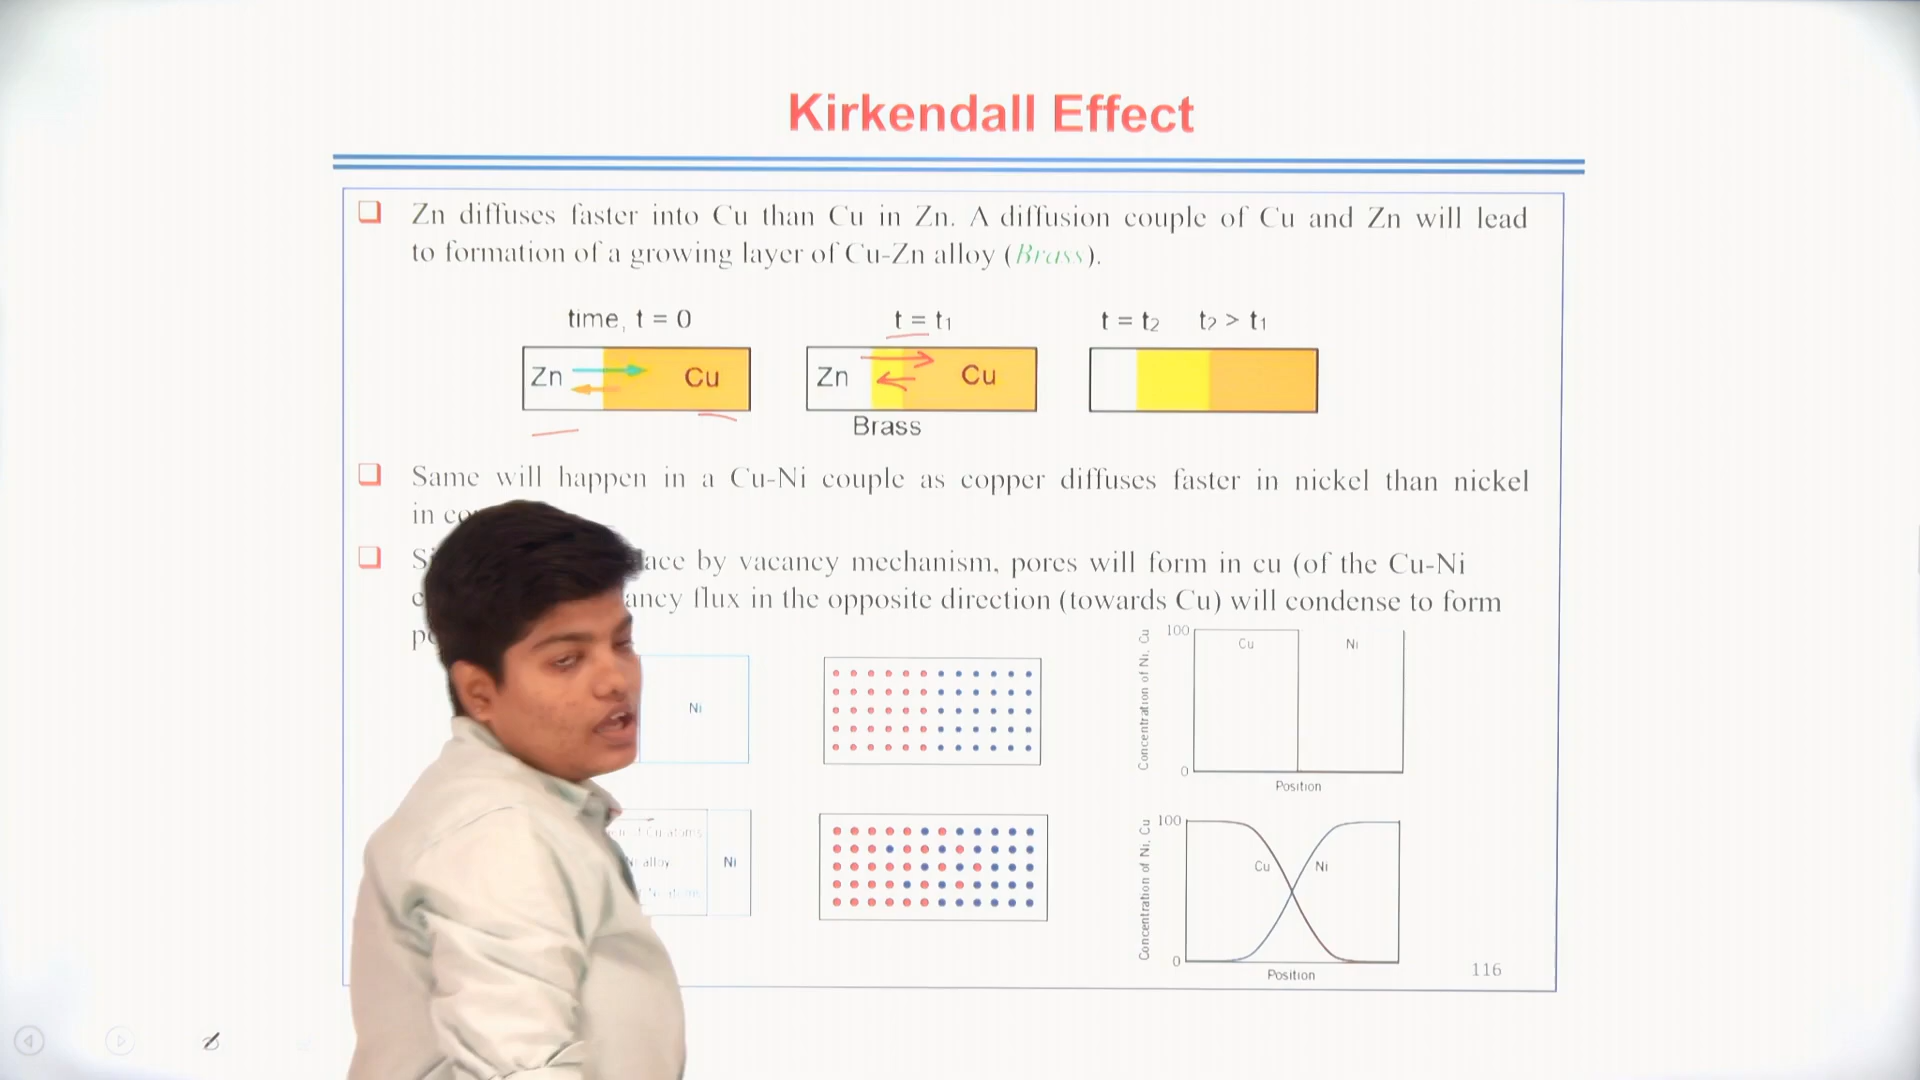 Kirkendall Effect
Zn diffuses faster into Cu than Cu in Zn. A diffusion couple of Cu and Zn will lead
to formation of a growing layer of Cu-Zn alloy (Brass).
time, t = 0
t = t₁
t = t₂ t₂ > t₁
Zn Cu
Zn Cu
Brass
Same will happen in a Cu-Ni couple as copper diffuses faster in nickel than nickel
in
by vacancy mechanism, pores will form in cu (of the Cu-Ni
flux in the opposite direction (towards Cu) will condense to form
Ni
Concentration of Ni, Cu
100
Cu
Ni
0
Position
of Cu atoms
alloy
Ni
Concentration of Ni, Cu
100
Cu
Ni
0
Position
116